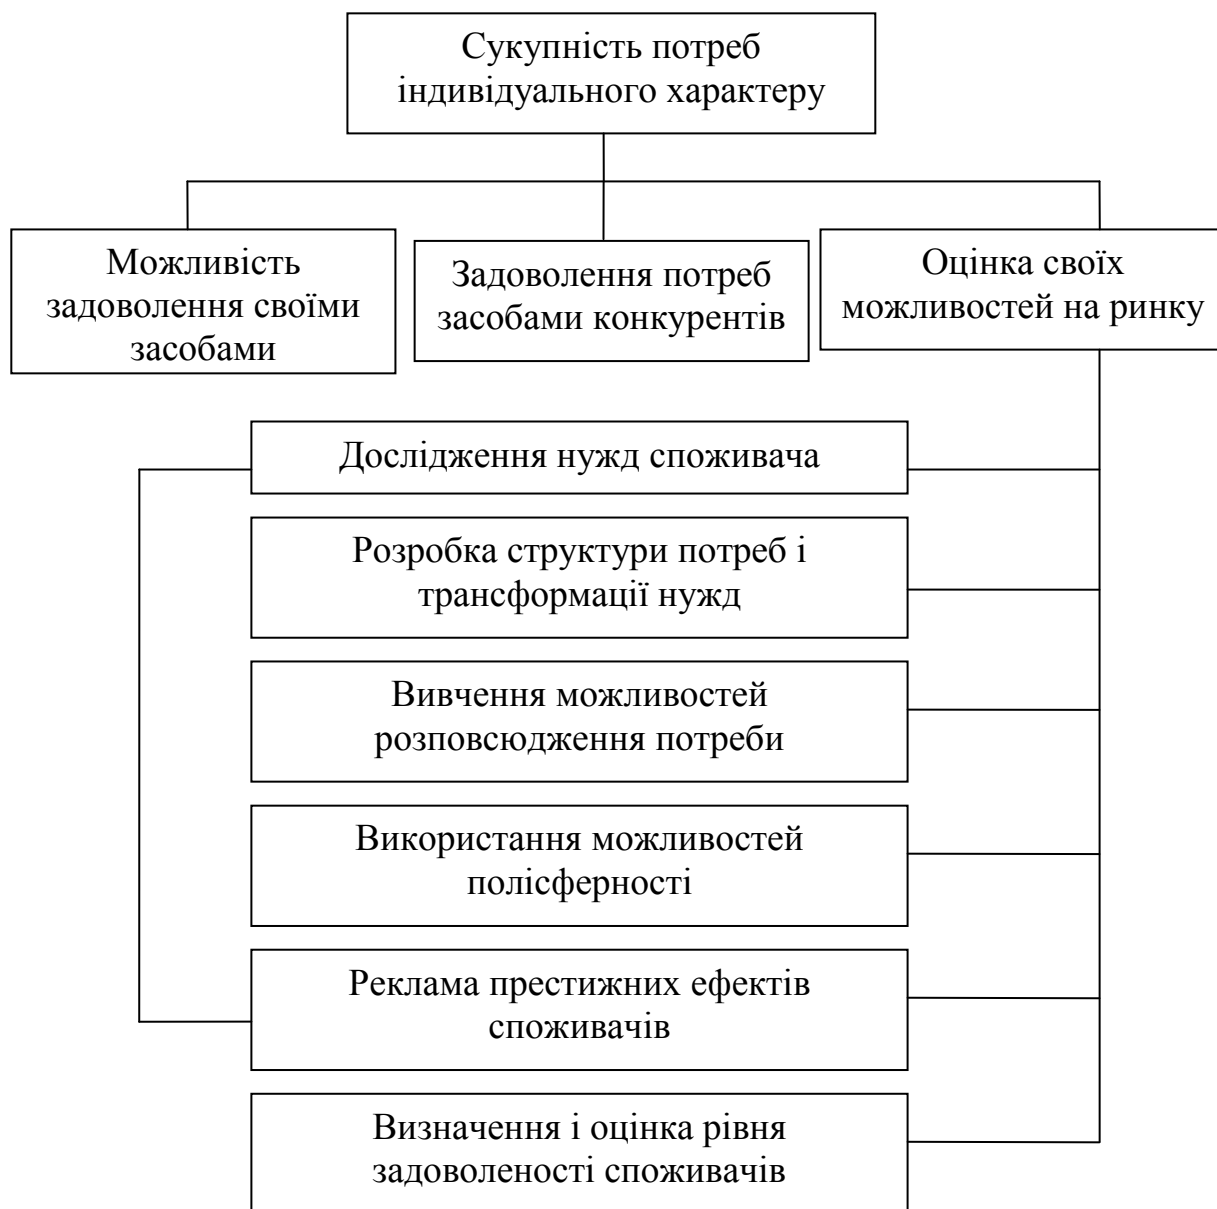 Сукупність потреб
індивідуального характеру
Можливість
задоволення своїми
засобами
Задоволення потреб
засобами конкурентів
Оцінка своїх
можливостей на ринку
Дослідження нужд споживача
Розробка структури потреб і
трансформації нужд
Вивчення можливостей
розповсюдження потреби
Використання можливостей
полісферності
Реклама престижних ефектів
споживачів
Визначення і оцінка рівня
задоволеності споживачів